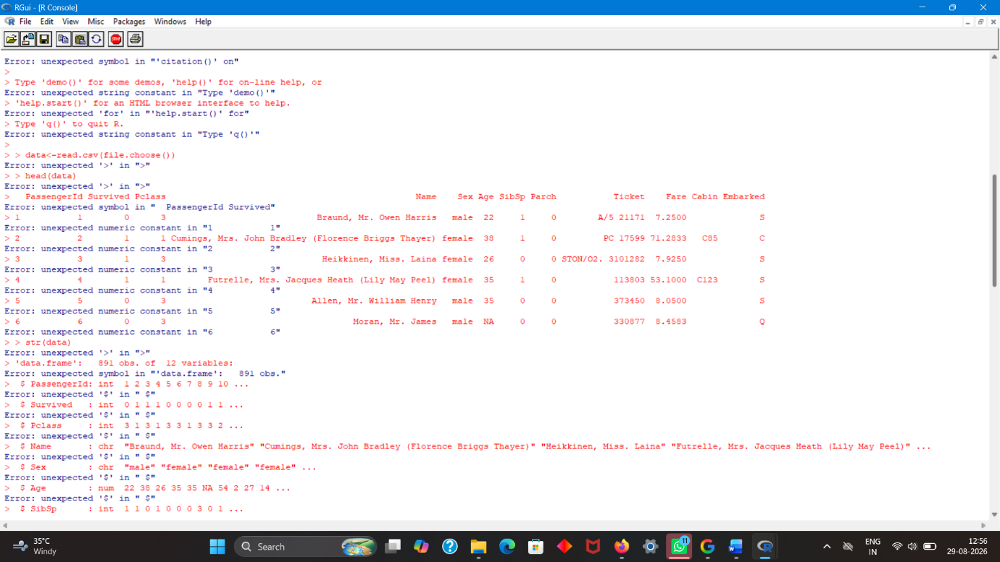 RGui - [R Console]
File Edit View Misc Packages Windows Help
STOP
Error: unexpected symbol in "'citation()' on"
>
> Type 'demo()' for some demos, 'help()' for on-line help, or
Error: unexpected string constant in "Type 'demo()'"
> 'help.start()' for an HTML browser interface to help.
Error: unexpected 'for' in "'help.start()' for"
> Type 'q()' to quit R.
Error: unexpected string constant in "Type 'q()'"
>
> > data<-read.csv(file.choose())
Error: unexpected '>' in ">"
> > head(data)
Error: unexpected '>' in ">"
>   PassengerId Survived Pclass                                                Name    Sex Age SibSp Parch           Ticket    Fare Cabin Embarked
Error: unexpected symbol in "  PassengerId Survived"
> 1           1        0      3                             Braund, Mr. Owen Harris   male  22     1     0        A/5 21171  7.2500              S
Error: unexpected numeric constant in "1           1"
> 2           2        1      1 Cumings, Mrs. John Bradley (Florence Briggs Thayer) female  38     1     0         PC 17599 71.2833   C85        C
Error: unexpected numeric constant in "2           2"
> 3           3        1      3                              Heikkinen, Miss. Laina female  26     0     0 STON/O2. 3101282  7.9250              S
Error: unexpected numeric constant in "3           3"
> 4           4        1      1        Futrelle, Mrs. Jacques Heath (Lily May Peel) female  35     1     0           113803 53.1000  C123        S
Error: unexpected numeric constant in "4           4"
> 5           5        0      3                            Allen, Mr. William Henry   male  35     0     0           373450  8.0500              S
Error: unexpected numeric constant in "5           5"
> 6           6        0      3                                    Moran, Mr. James   male  NA     0     0           330877  8.4583              Q
Error: unexpected numeric constant in "6           6"
> > str(data)
Error: unexpected '>' in ">"
> 'data.frame':   891 obs. of  12 variables:
Error: unexpected symbol in "'data.frame':   891 obs."
>  $ PassengerId: int  1 2 3 4 5 6 7 8 9 10 ...
Error: unexpected '$' in " $"
>  $ Survived   : int  0 1 1 1 0 0 0 0 1 1 ...
Error: unexpected '$' in " $"
>  $ Pclass     : int  3 1 3 1 3 3 1 3 3 2 ...
Error: unexpected '$' in " $"
>  $ Name       : chr  "Braund, Mr. Owen Harris" "Cumings, Mrs. John Bradley (Florence Briggs Thayer)" "Heikkinen, Miss. Laina" "Futrelle, Mrs. Jacques Heath (Lily May Peel)" ...
Error: unexpected '$' in " $"
>  $ Sex        : chr  "male" "female" "female" "female" ...
Error: unexpected '$' in " $"
>  $ Age        : num  22 38 26 35 35 NA 54 2 27 14 ...
Error: unexpected '$' in " $"
>  $ SibSp      : int  1 1 0 1 0 0 0 3 0 1 ...
35°C
Windy
Search
11
ENG
IN
12:56
29-08-2026